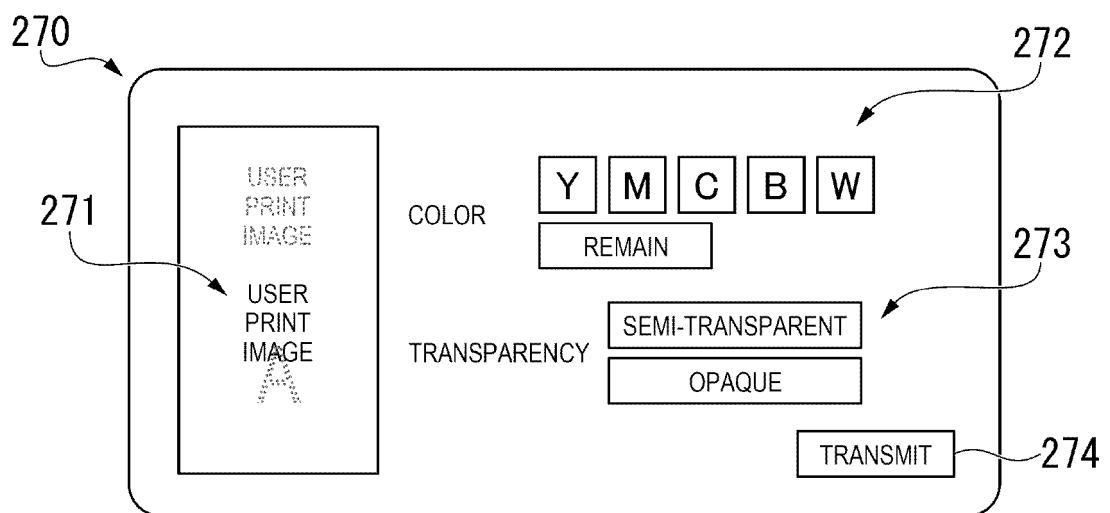 270
272
USER
PRINT
IMAGE
271
COLOR
Y M C B W
REMAIN
273
USER
PRINT
IMAGE
A
TRANSPARENCY
SEMI-TRANSPARENT
OPAQUE
TRANSMIT
274